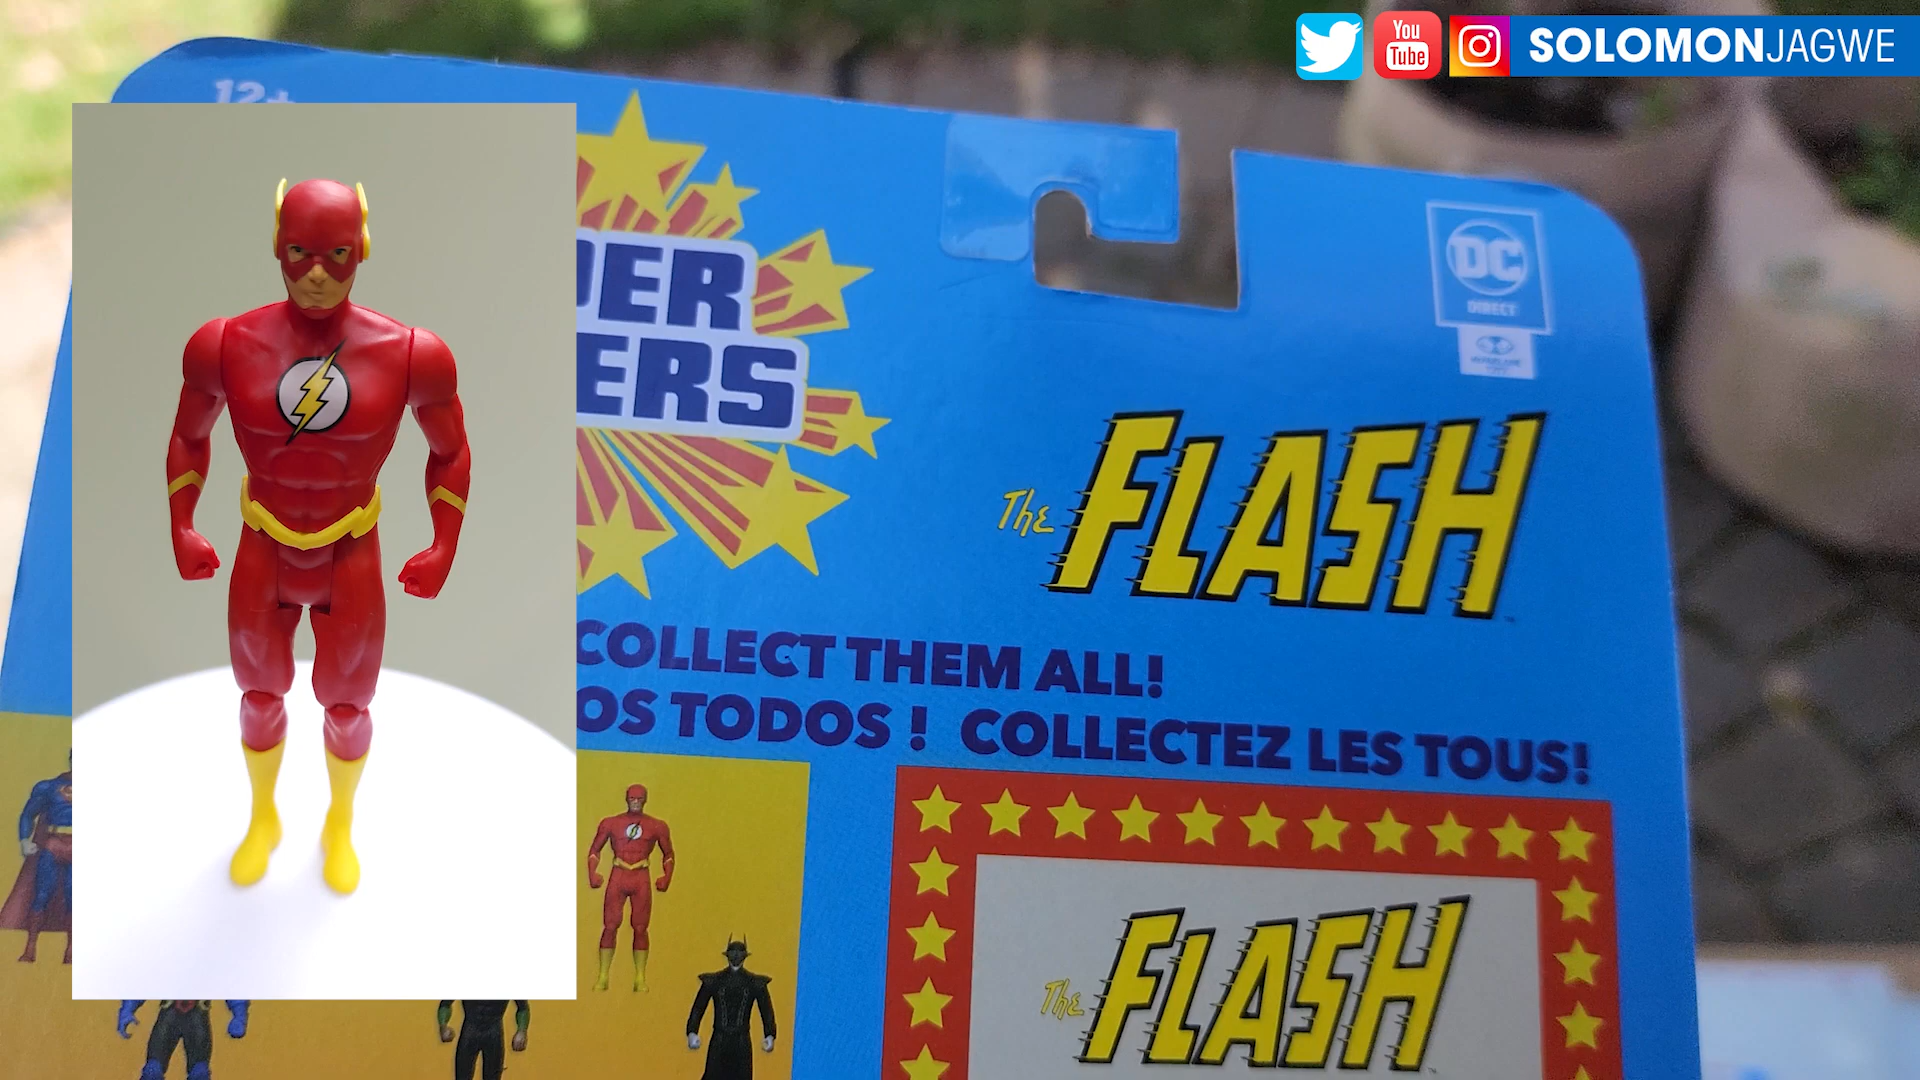 SOLOMONJAGWE
You
Tube
12+
DC
DIRECT
PER
ERS
The FLASH
COLLECT THEM ALL!
OS TODOS ! COLLECTEZ LES TOUS!
The FLASH